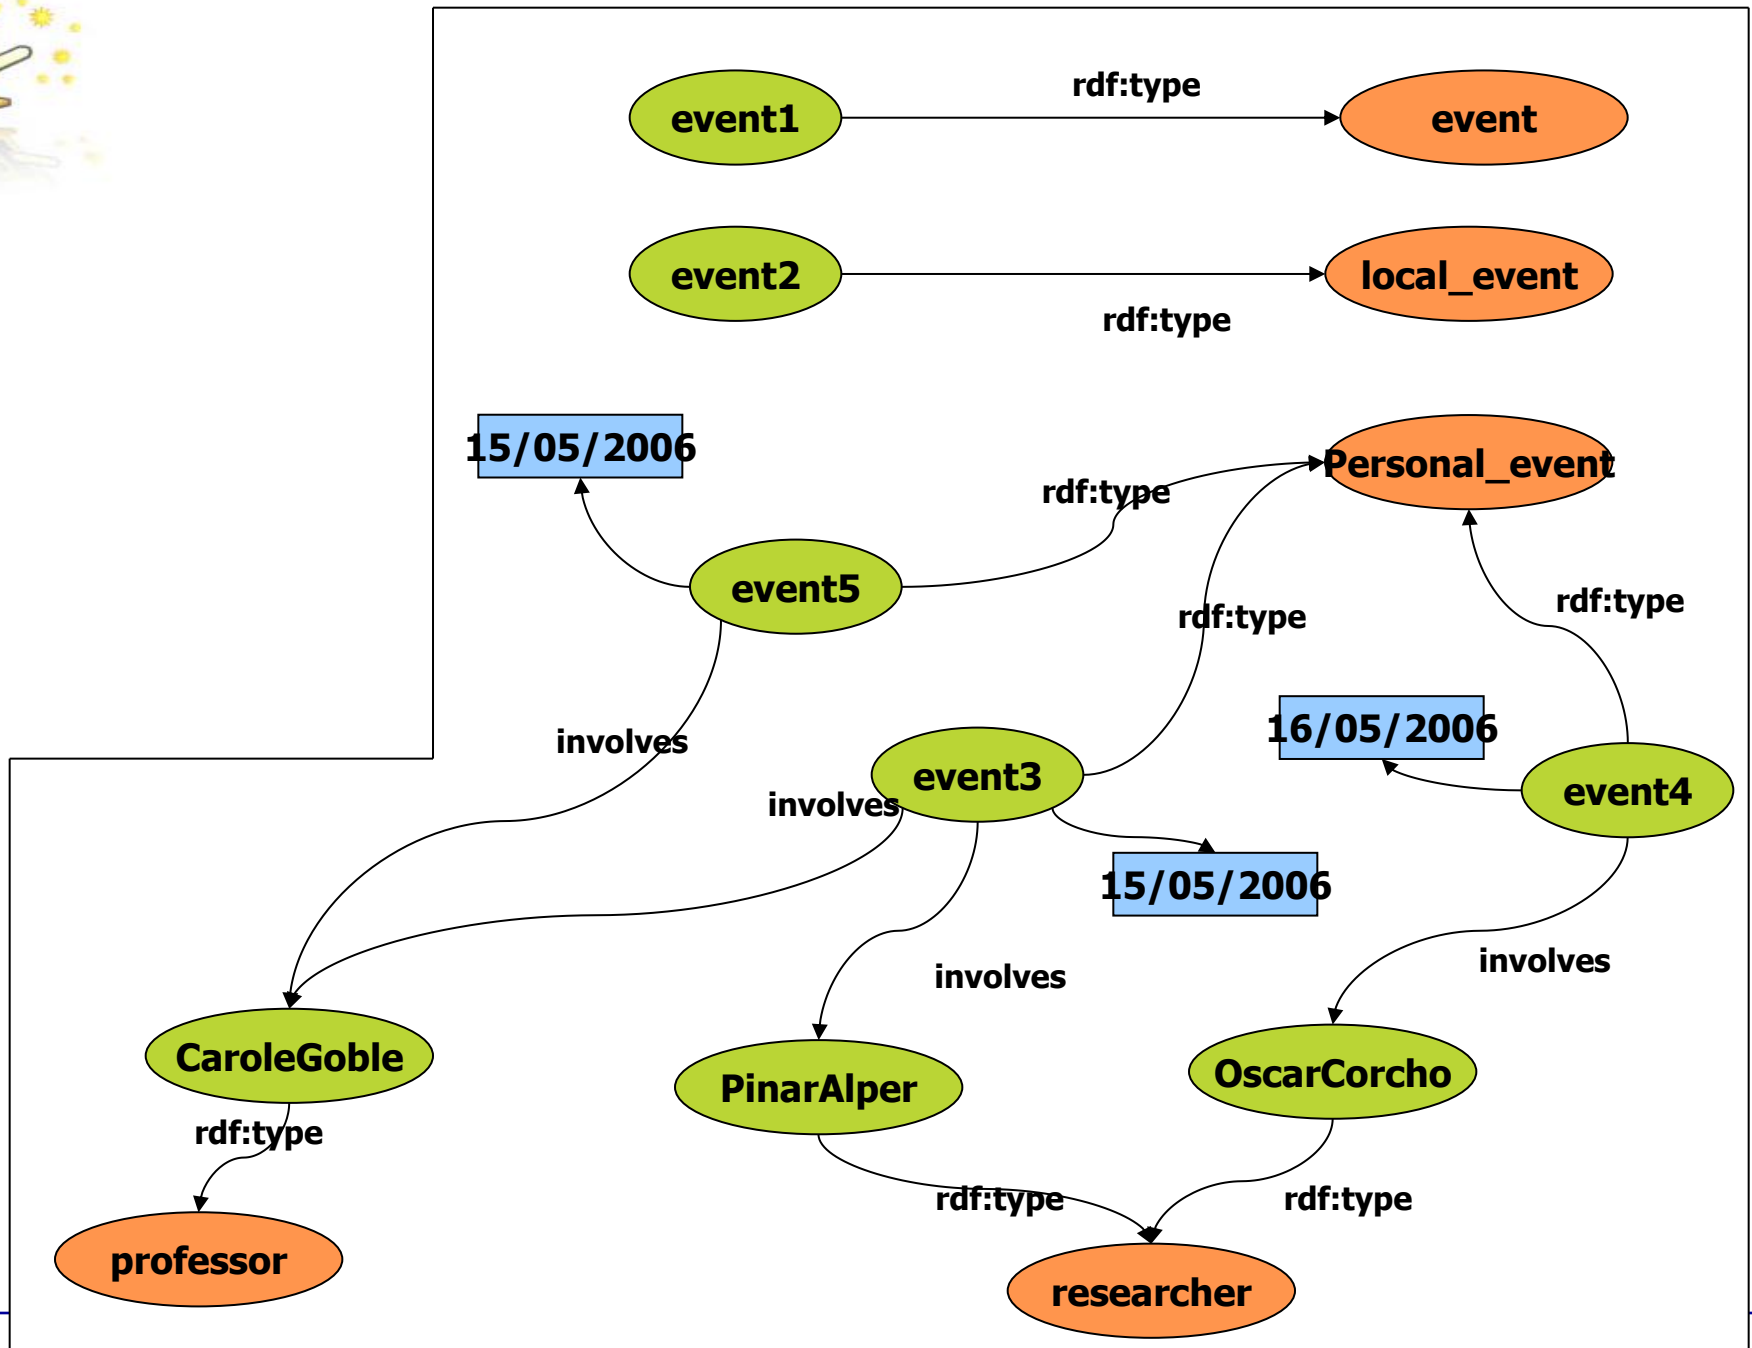 rdf:type
event1
event
event2
local_event
rdf:type
15/05/2006
Personal_event
rdf:type
event5
rdf:type
rdf:type
involves
16/05/2006
event3
event4
involves
15/05/2006
involves
involves
CaroleGoble
PinarAlper
OscarCorcho
rdf:type
rdf:type
rdf:type
professor
researcher